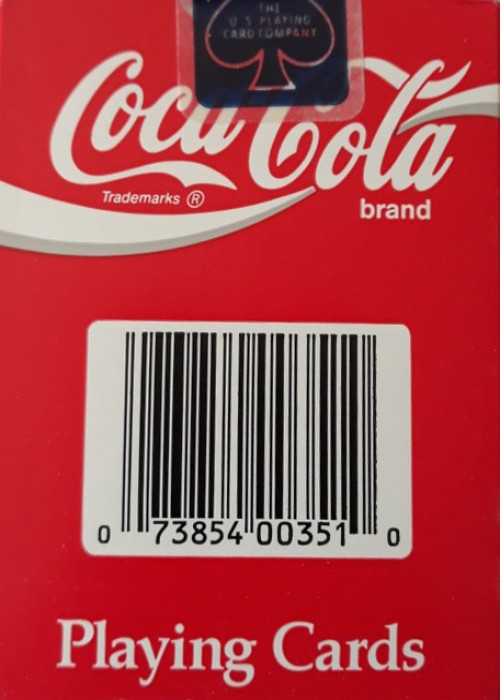 THE
U.S. PLAYING
CARD COMPANY
Coca-Cola
Trademarks ®
brand
0 73854 00351 0
Playing Cards